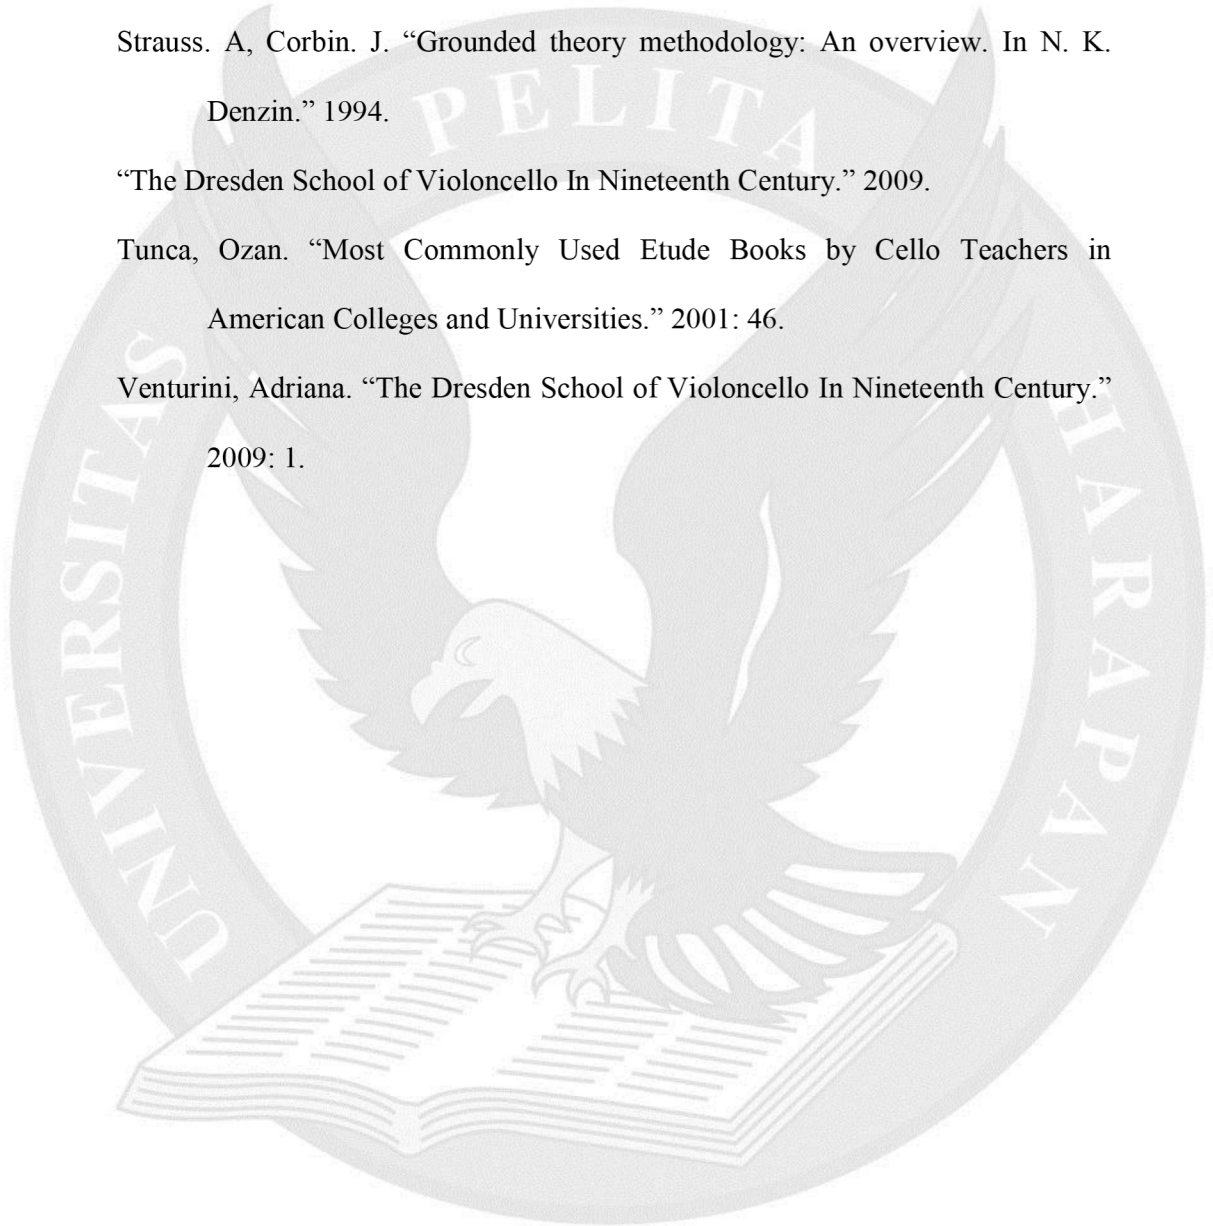 Strauss. A, Corbin. J. “Grounded theory methodology: An overview. In N. K.
Denzin.” 1994.
“The Dresden School of Violoncello In Nineteenth Century.” 2009.
Tunca, Ozan. “Most Commonly Used Etude Books by Cello Teachers in
American Colleges and Universities.” 2001: 46.
Venturini, Adriana. “The Dresden School of Violoncello In Nineteenth Century.”
2009: 1.
UNIVERSITAS PELITA HARAPAN